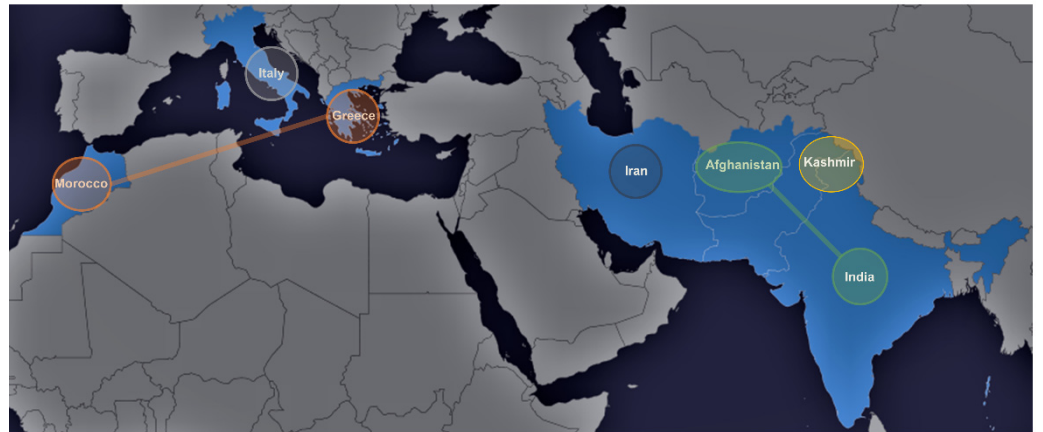 Italy
Greece
Morocco
Iran
Afghanistan
Kashmir
India